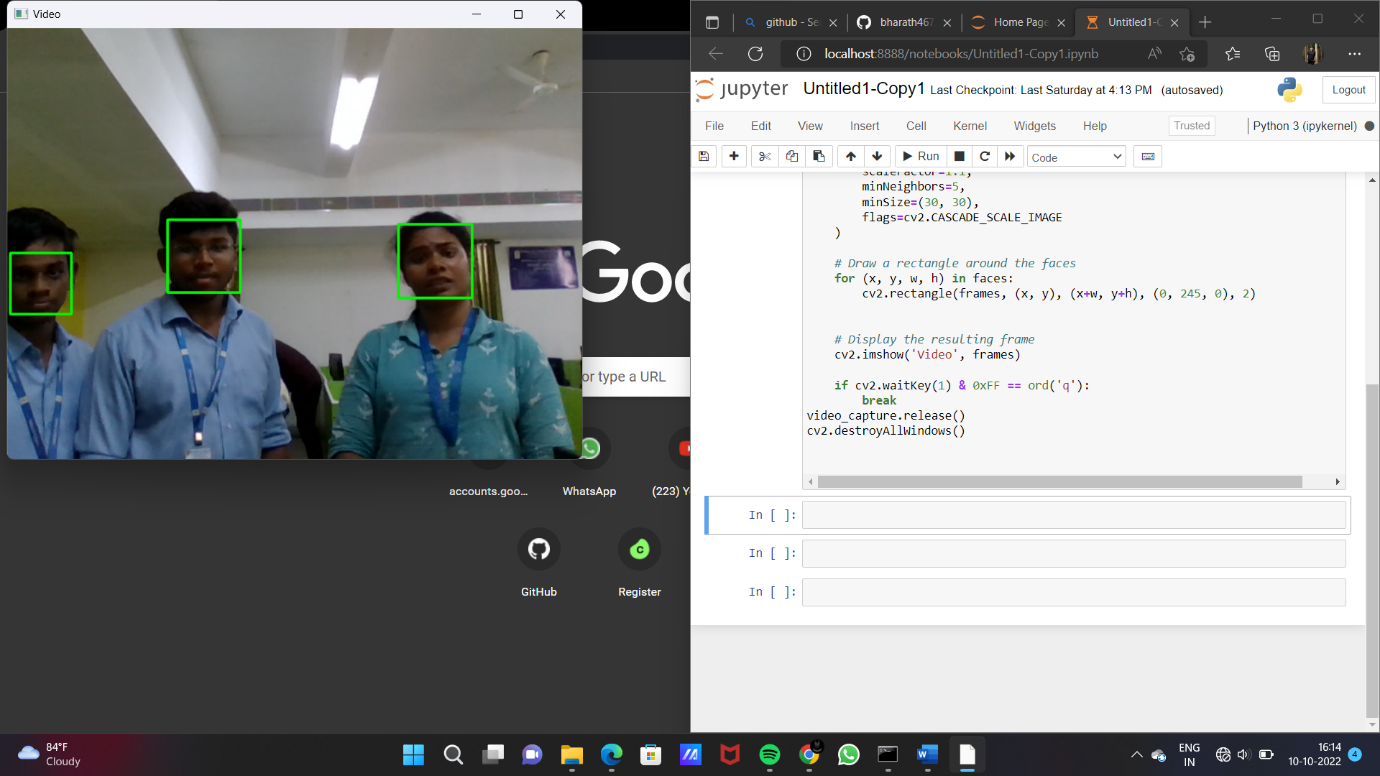 Video
github - Se
bharath467
Home Page
Untitled1-C
localhost:8888/notebooks/Untitled1-Copy1.ipynb
jupyter Untitled1-Copy1 Last Checkpoint: Last Saturday at 4:13 PM (autosaved)
Logout
File Edit View Insert Cell Kernel Widgets Help
Trusted
Python 3 (ipykernel)
Run
Code
scaleFactor=1.1,
minNeighbors=5,
minSize=(30, 30),
flags=cv2.CASCADE_SCALE_IMAGE
)
# Draw a rectangle around the faces
for (x, y, w, h) in faces:
cv2.rectangle(frames, (x, y), (x+w, y+h), (0, 245, 0), 2)
# Display the resulting frame
cv2.imshow('Video', frames)
if cv2.waitKey(1) & 0xFF == ord('q'):
break
video_capture.release()
cv2.destroyAllWindows()
In [ ]:
In [ ]:
In [ ]:
Goo
or type a URL
accounts.goo...
WhatsApp
(223) Y
GitHub
Register
84°F
Cloudy
ENG
IN
16:14
10-10-2022
4